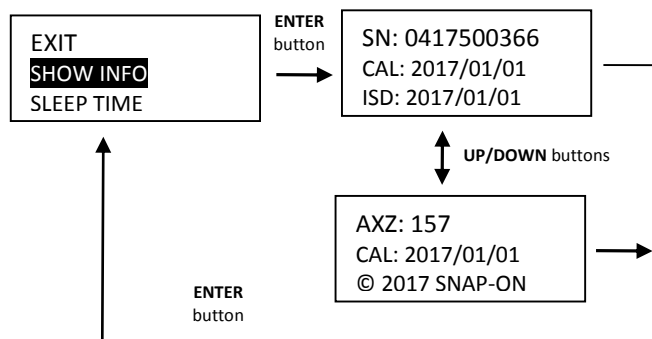 EXIT
SHOW INFO
SLEEP TIME
ENTER
button
SN: 0417500366
CAL: 2017/01/01
ISD: 2017/01/01
UP/DOWN buttons
AXZ: 157
CAL: 2017/01/01
© 2017 SNAP-ON
ENTER
button